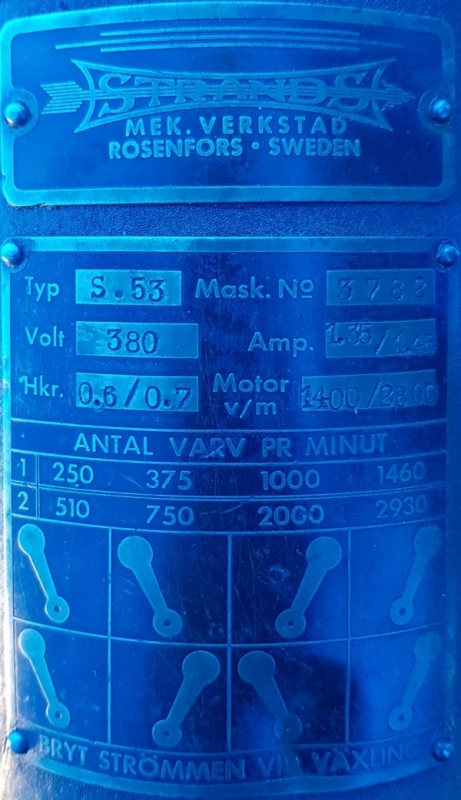 STRANDS
MEK. VERKSTAD
ROSENFORS • SWEDEN
Typ S.53 Mask. Nº
Volt 380 Amp. 1.35/1.45
Hkr. 0.6/0.7 Motor v/m 1400/2800
ANTAL VARV PR MINUT
1 250 375 1000 1460
2 510 750 2000 2930
BRYT STRÖMMEN VID VÄXLING